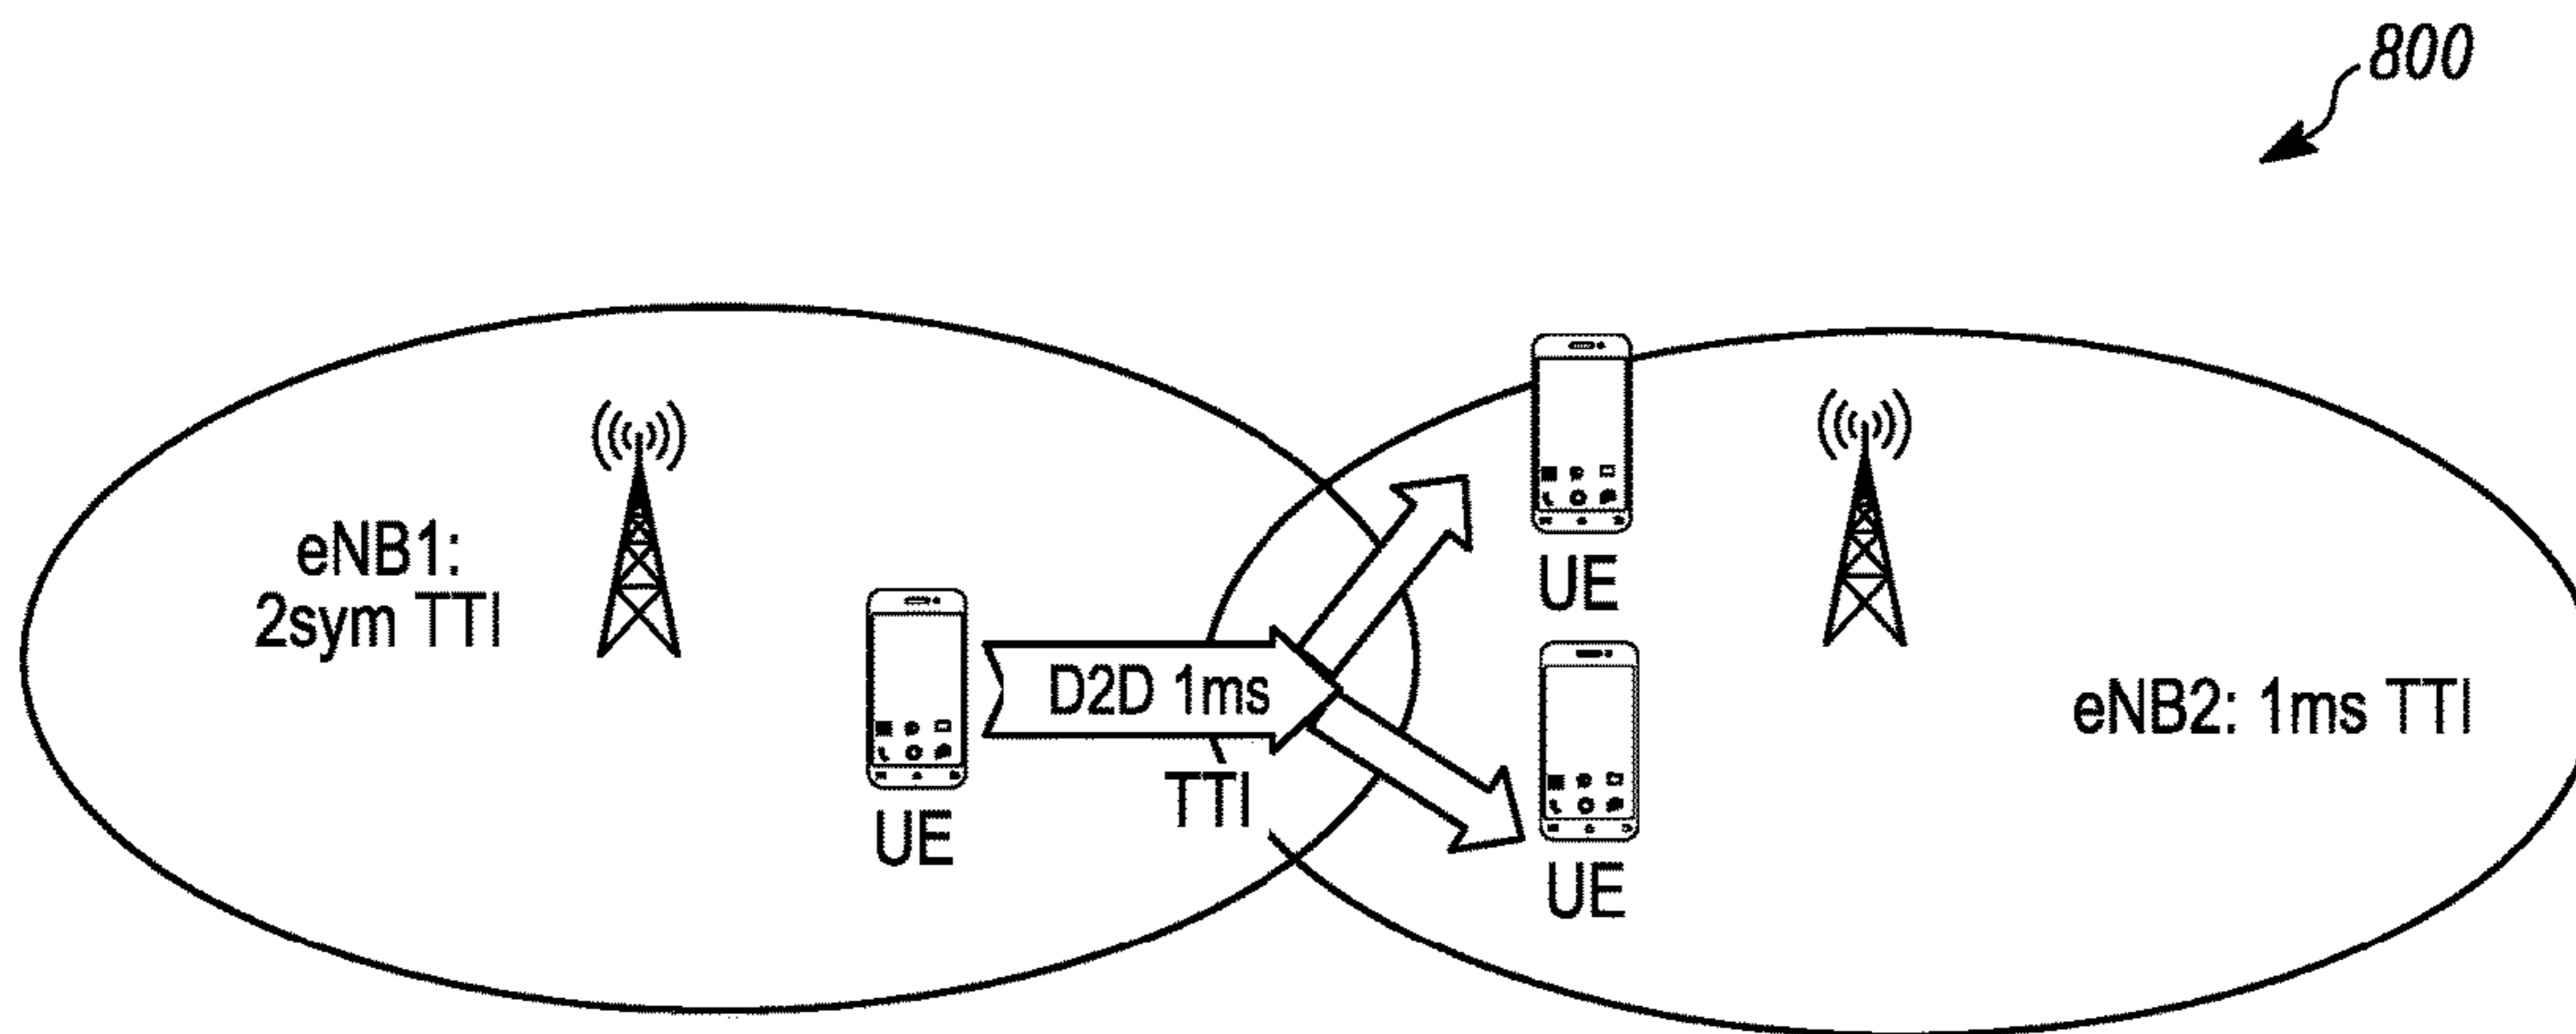 800
eNB1:
2sym TTI
UE
D2D 1ms
TTI
UE
UE
eNB2: 1ms TTI